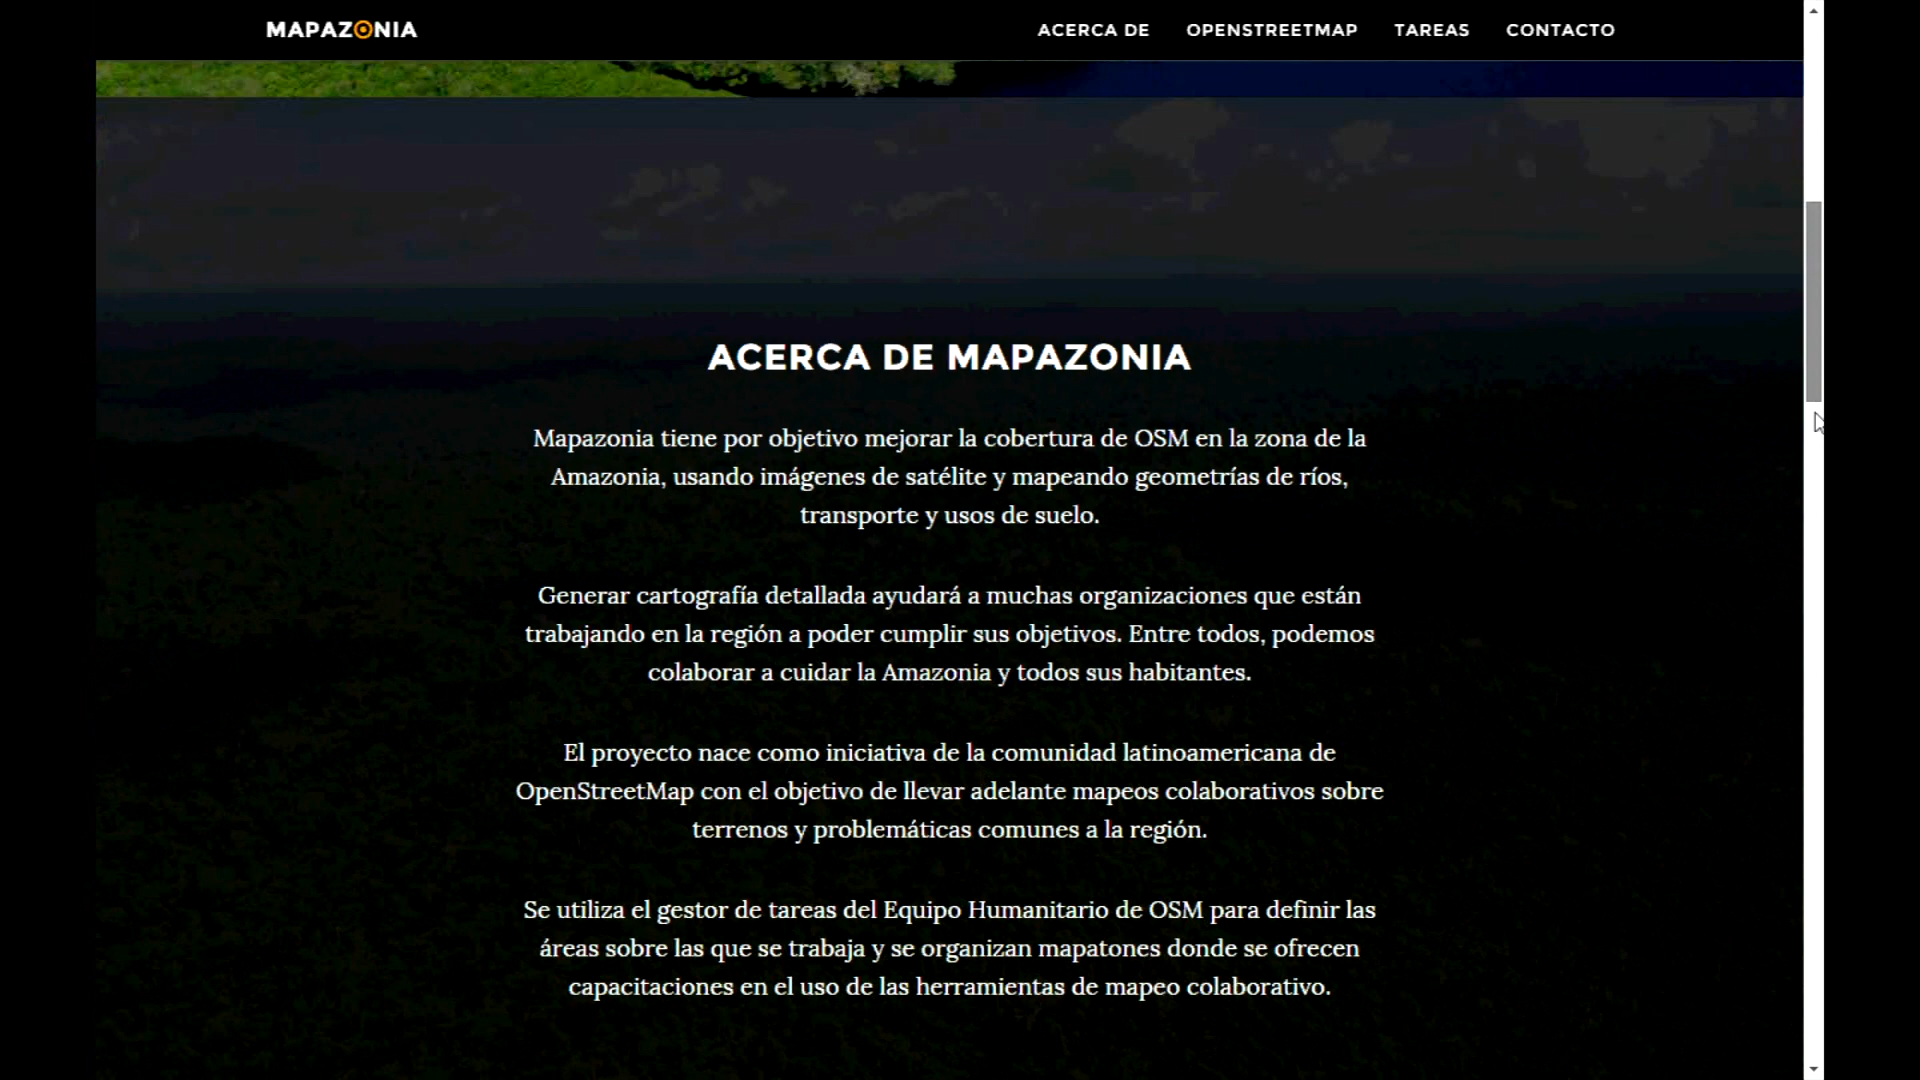 MAPAZONIA
ACERCA DE OPENSTREETMAP TAREAS CONTACTO
ACERCA DE MAPAZONIA
Mapazonia tiene por objetivo mejorar la cobertura de OSM en la zona de la
Amazonia, usando imágenes de satélite y mapeando geometrías de ríos,
transporte y usos de suelo.
Generar cartografía detallada ayudará a muchas organizaciones que están
trabajando en la región a poder cumplir sus objetivos. Entre todos, podemos
colaborar a cuidar la Amazonia y todos sus habitantes.
El proyecto nace como iniciativa de la comunidad latinoamericana de
OpenStreetMap con el objetivo de llevar adelante mapeos colaborativos sobre
terrenos y problemáticas comunes a la región.
Se utiliza el gestor de tareas del Equipo Humanitario de OSM para definir las
áreas sobre las que se trabaja y se organizan mapatones donde se ofrecen
capacitaciones en el uso de las herramientas de mapeo colaborativo.